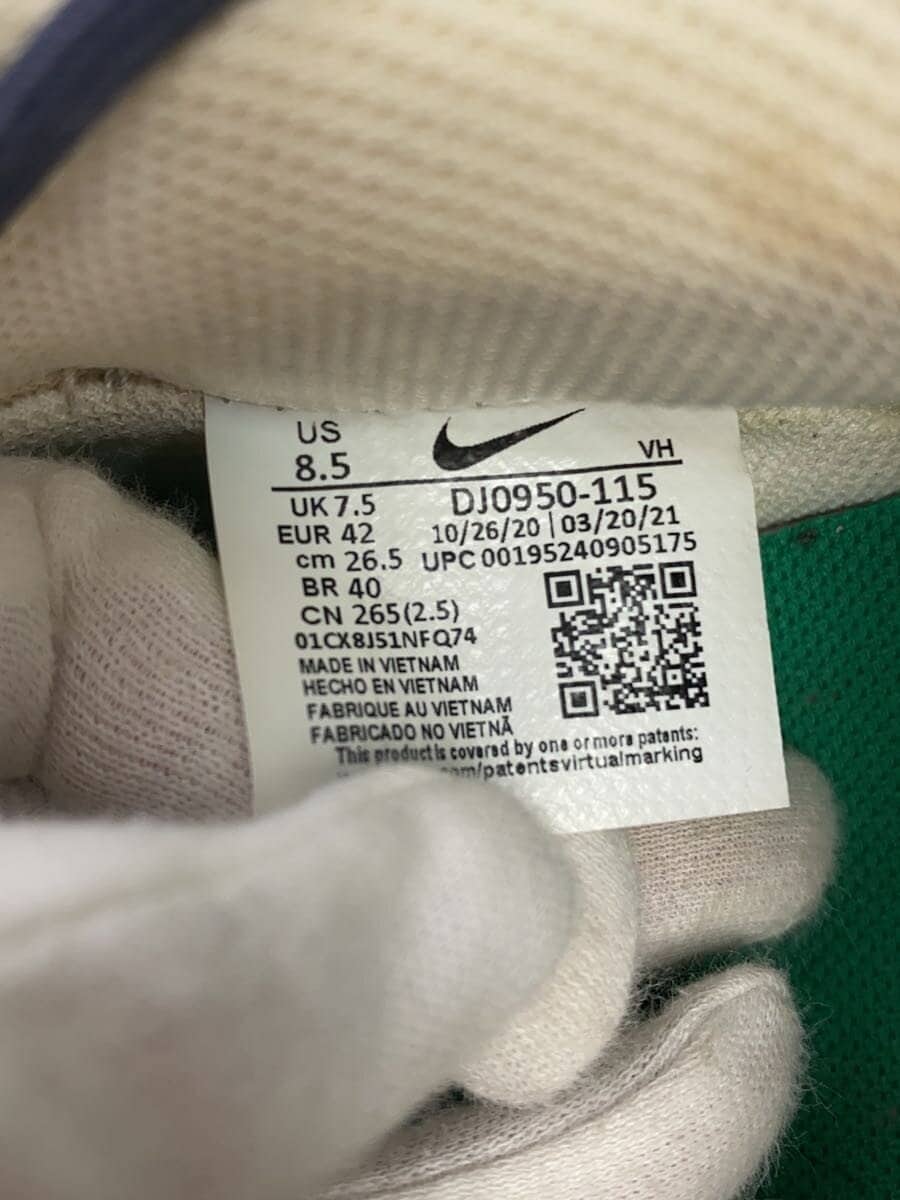 US
8.5
VH
UK 7.5
DJ0950-115
EUR 42
10/26/20 | 03/20/21
cm 26.5
UPC 00195240905175
BR 40
CN 265(2.5)
01CX8J51NFQ74
MADE IN VIETNAM
HECHO EN VIETNAM
FABRIQUE AU VIETNAM
FABRICADO NO VIETNÃ
This product is covered by one or more patents:
/patentsvirtualmarking